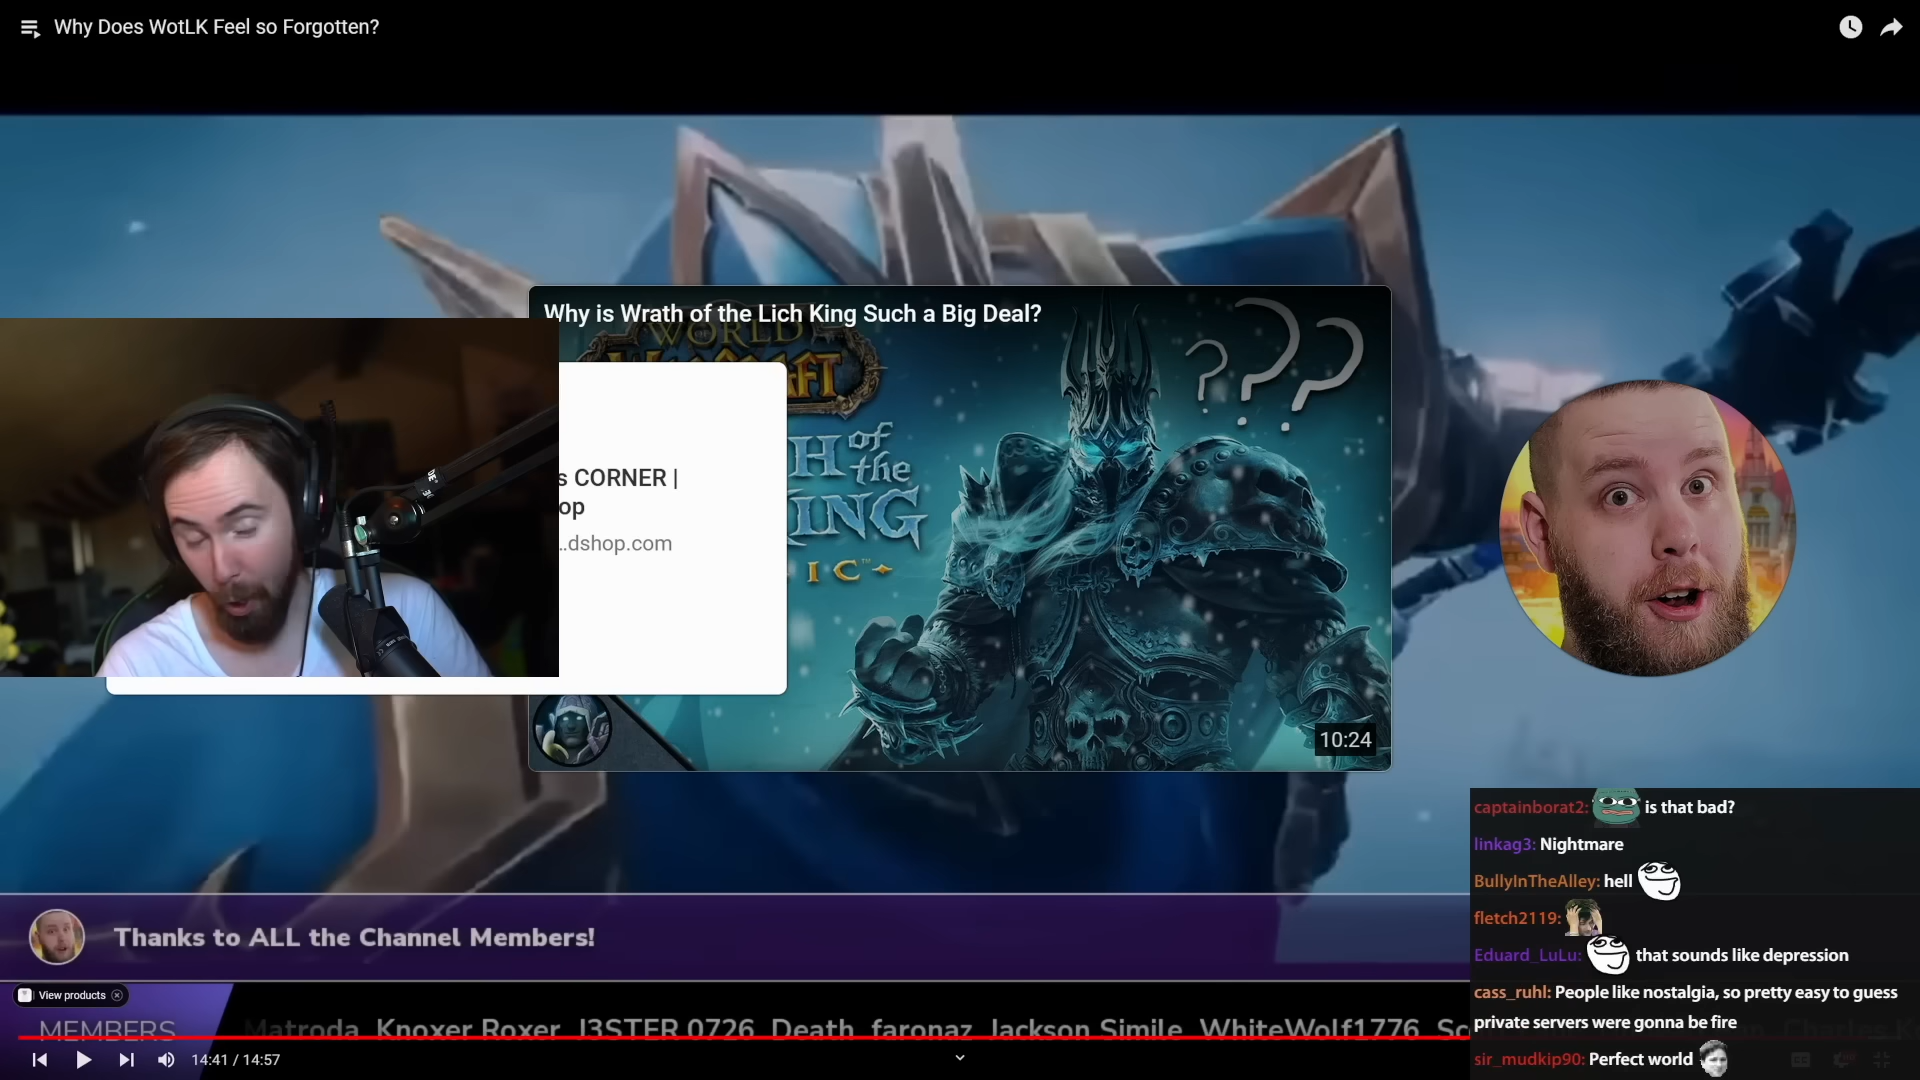 Why Does WotLK Feel so Forgotten?
Why is Wrath of the Lich King Such a Big Deal?
WORLD
of the
s CORNER |
op
...dshop.com
10:24
Thanks to ALL the Channel Members!
View products
MEMBERS
Matroda Knoxer Roxer J3STER 0726 Death faronaz Jackson Simile WhiteWolf1776
14:41 / 14:57
captainborat2: is that bad?
linkag3: Nightmare
BullyInTheAlley: hell
fletch2119:
Eduard_LuLu: that sounds like depression
cass_ruhl: People like nostalgia, so pretty easy to guess
private servers were gonna be fire
sir_mudkip90: Perfect world